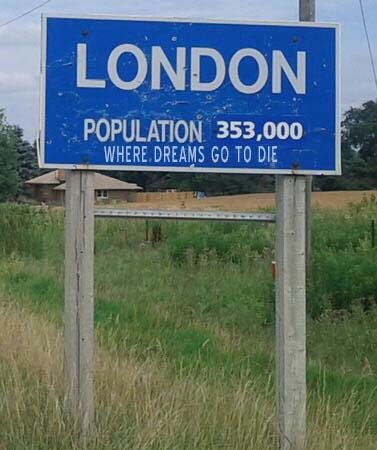 LONDON
POPULATION 353,000
WHERE DREAMS GO TO DIE